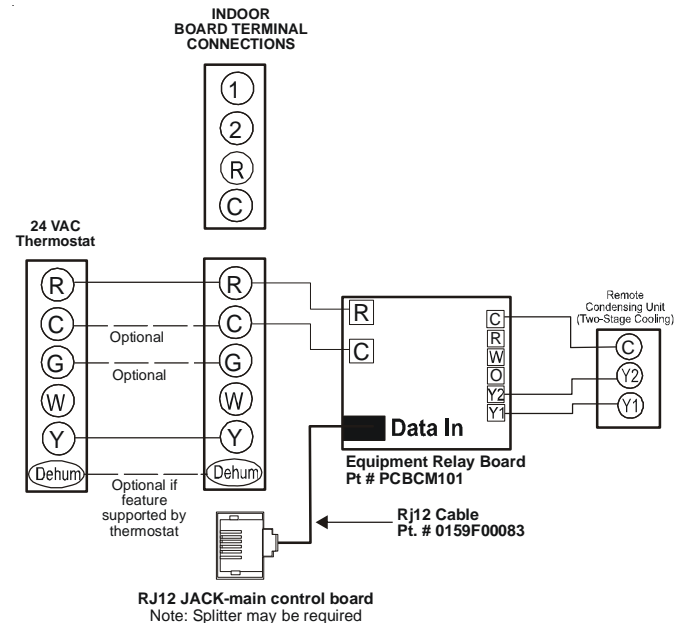 INDOOR
BOARD TERMINAL
CONNECTIONS
1
2
R
C
24 VAC
Thermostat
R
C
G
W
Y
Dehum
Optional
Optional
Optional if
feature
supported by
thermostat
R
C
G
W
Y
Dehum
R
C
Data In
C
R
W
O
Y2
Y1
Equipment Relay Board
Pt # PCBCM101
Remote
Condensing Unit
(Two-Stage Cooling)
C
Y2
Y1
Rj12 Cable
Pt. # 0159F00083
RJ12 JACK-main control board
Note: Splitter may be required